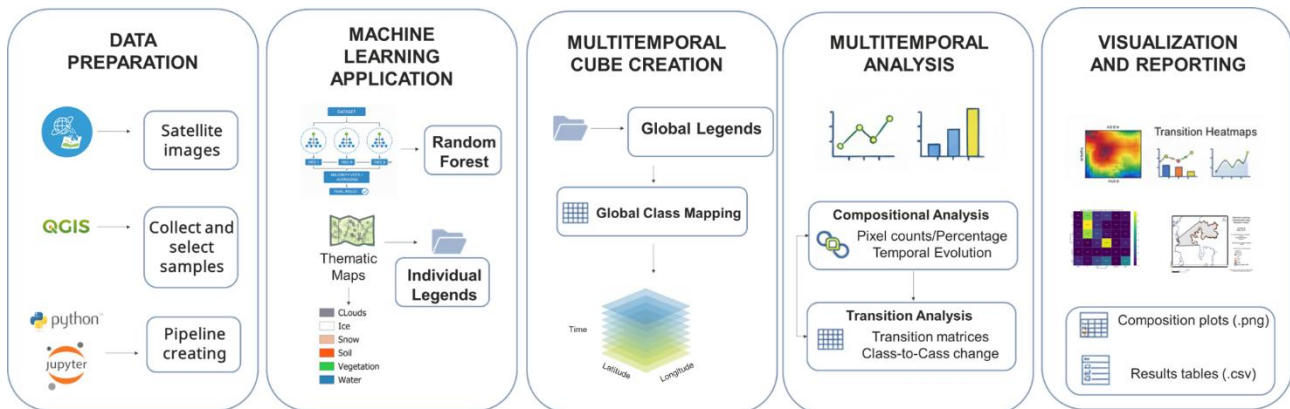 DATA
PREPARATION
Satellite
images
QGIS
Collect and
select
samples
python
jupyter
Pipeline
creating
MACHINE
LEARNING
APPLICATION
DATASET
Random
Forest
Thematic
Maps
Individual
Legends
CLouds
Ice
Snow
Soil
Vegetation
Water
MULTITEMPORAL
CUBE CREATION
Global Legends
Global Class Mapping
Time
Latitude
Longitude
MULTITEMPORAL
ANALYSIS
Compositional Analysis
Pixel counts/Percentage
Temporal Evolution
Transition Analysis
Transition matrices
Class-to-Cass change
VISUALIZATION
AND REPORTING
Transition Heatmaps
Composition plots (.png)
Results tables (.csv)